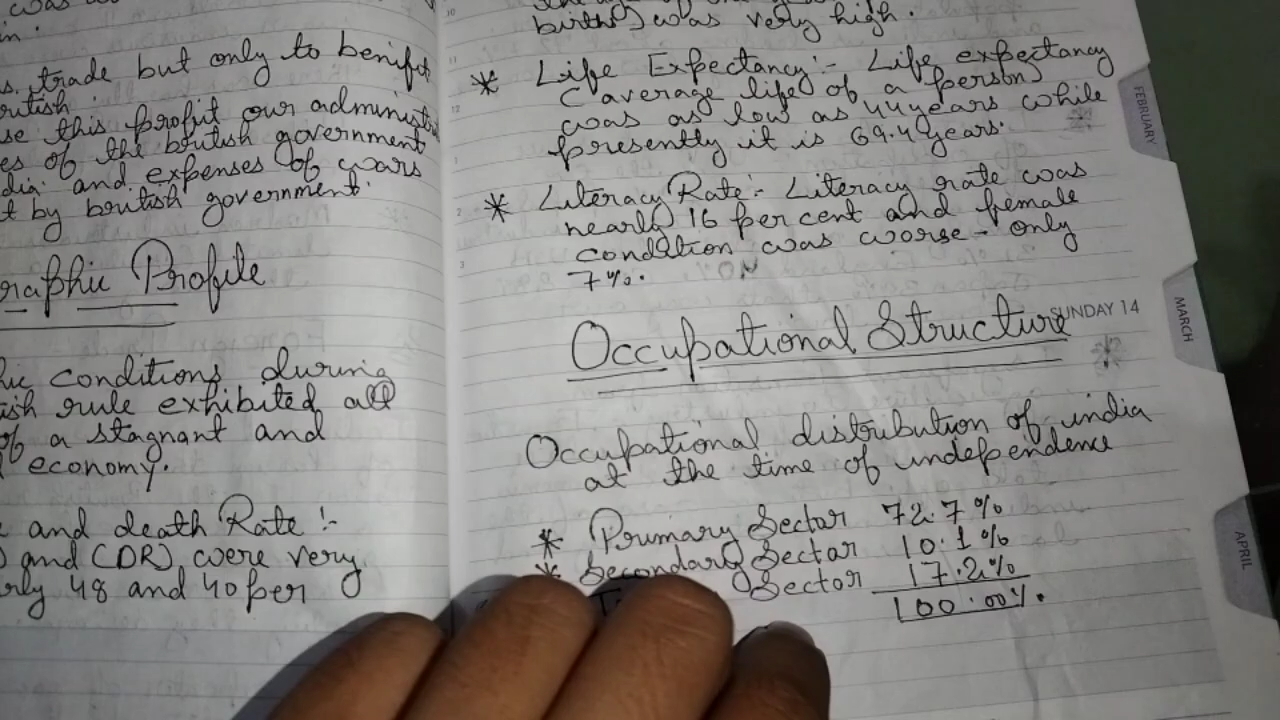 was
in.
s. trade but only to benifit
ritish.
se this profit our administ
es of the british government
dia. and expenses of wars
t by british government.
raphic Profile
ic conditions during
ish rule exhibited all
of a stagnant and
economy.
and death Rate :-
and (DR) were very
rly 48 and 40 per
births) was very high.
* Life Expectancy :- Life expectancy
( average life) of a person
was as low as 44 years while
presently it is 69.4 years.
* Literacy Rate :- Literacy rate was
nearly 16 per cent and female
condition was worse - only
7%.
SUNDAY 14
Occupational Structure
Occupational distribution of india
at the time of independence
* Primary Sector 72.7%
* Secondary Sector 10.1%
Sector 17.2%
100.00%.
FEBRUARY
MARCH
APRIL